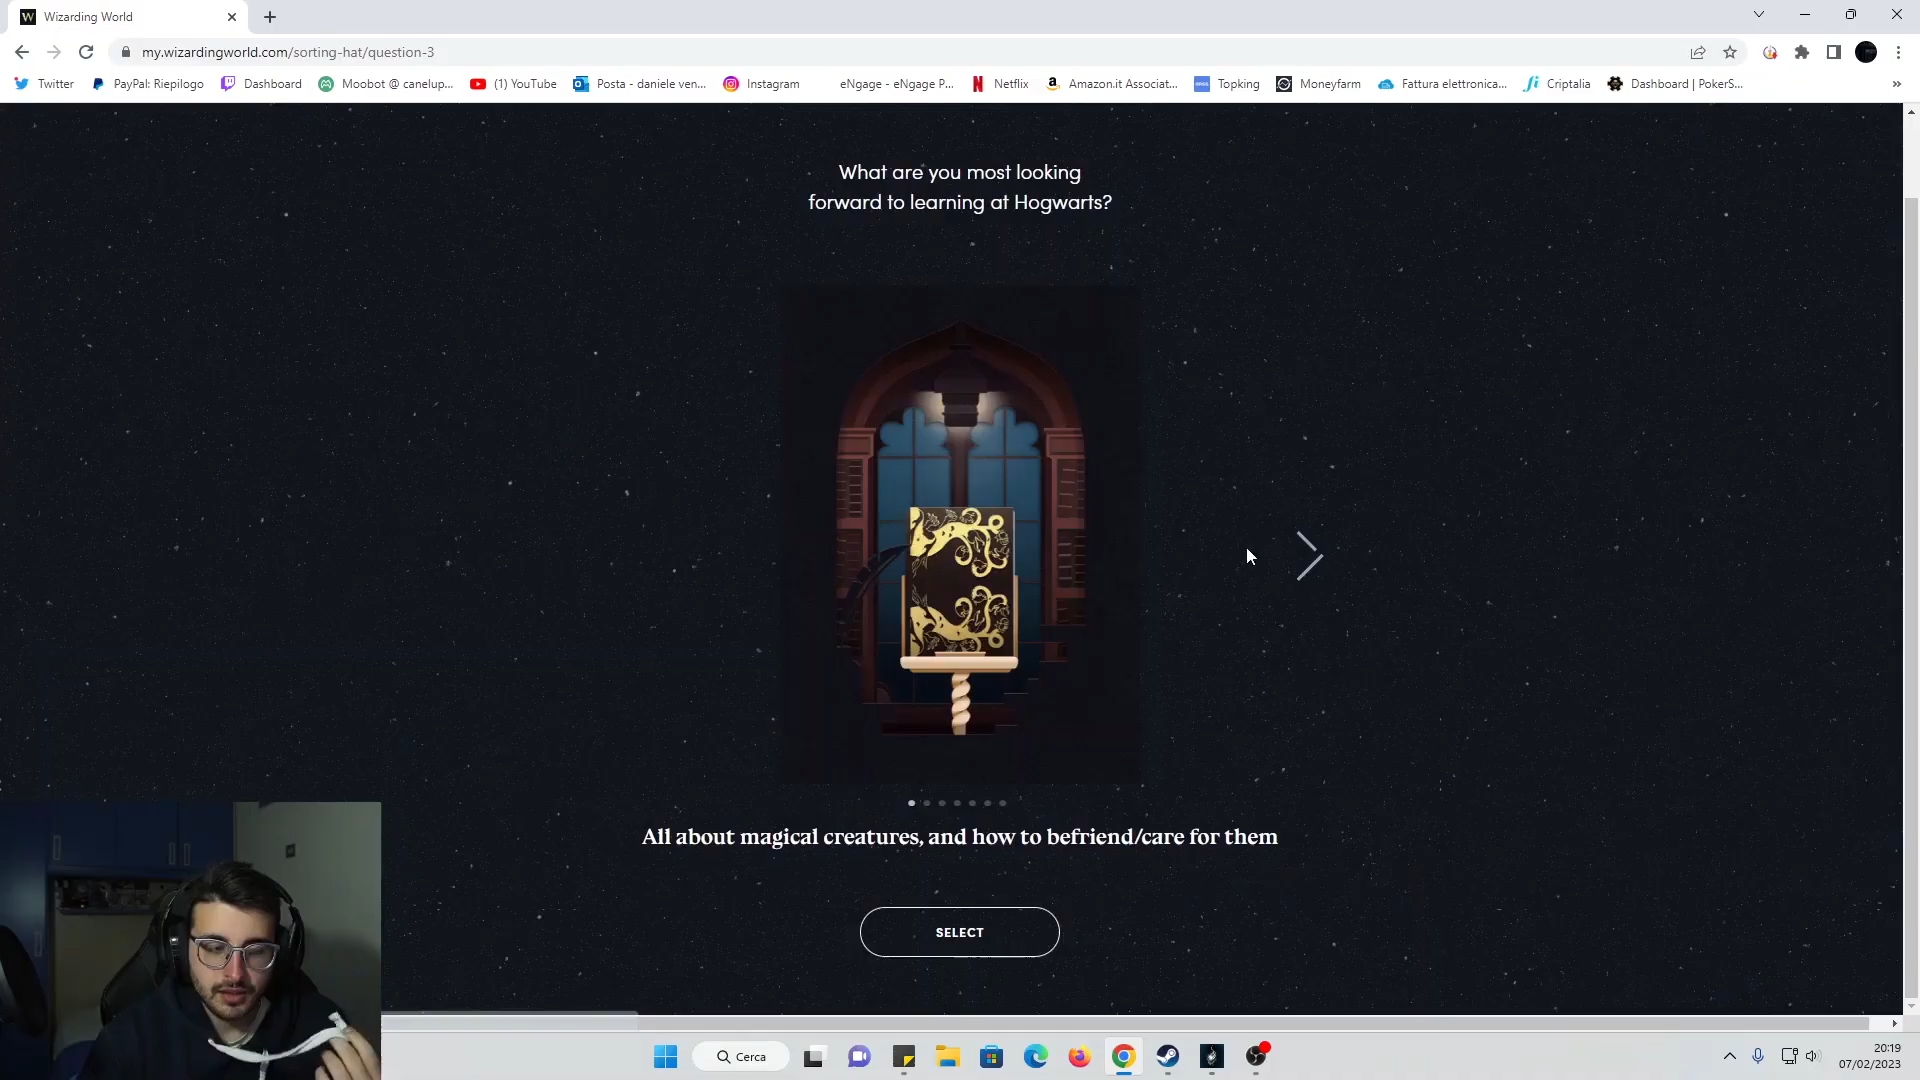 W Wizarding World
my.wizardingworld.com/sorting-hat/question-3
Twitter
PayPal: Riepilogo
Dashboard
Moobot @ canelup...
(1) YouTube
Posta - daniele ven...
Instagram
eNgage - eNgage P...
Netflix
Amazon.it Associat...
Topking
Moneyfarm
Fattura elettronica...
Criptalia
Dashboard | PokerS...
What are you most looking
forward to learning at Hogwarts?
All about magical creatures, and how to befriend/care for them
SELECT
Cerca
20:19
07/02/2023